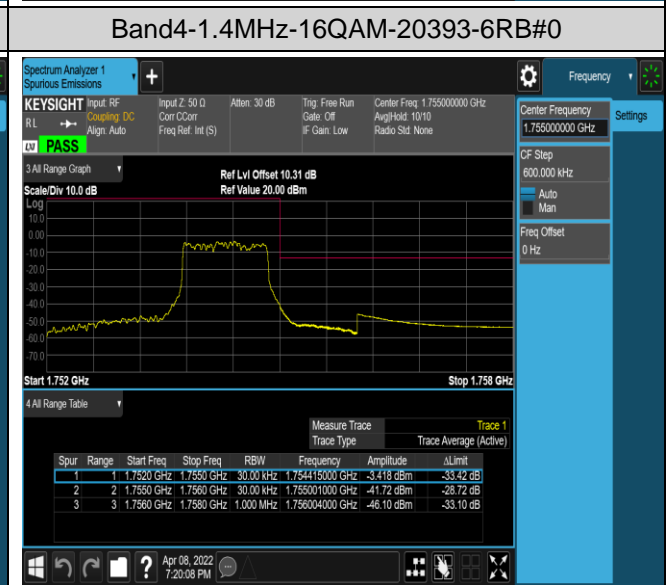 Band4-1.4MHz-16QAM-20393-6RB#0
Spectrum Analyzer 1
Spurious Emissions
+
Frequency
KEYSIGHT
RL
LXI
PASS
Input: RF
Coupling: DC
Align: Auto
Input Z: 50 Ω
Corr CCorr
Freq Ref: Int (S)
Atten: 30 dB
Trig: Free Run
Gate: Off
IF Gain: Low
Center Freq: 1.755000000 GHz
Avg|Hold: 10/10
Radio Std: None
Center Frequency
1.755000000 GHz
Settings
CF Step
600.000 kHz
Auto
Man
Freq Offset
0 Hz
3 All Range Graph
Ref Lvl Offset 10.31 dB
Scale/Div 10.0 dB
Ref Value 20.00 dBm
Log
10.0
0.00
-10.0
-20.0
-30.0
-40.0
-50.0
-60.0
-70.0
Start 1.752 GHz
Stop 1.758 GHz
4 All Range Table
Measure Trace Trace 1
Trace Type Trace Average (Active)
Spur Range Start Freq Stop Freq RBW Frequency Amplitude ΔLimit
1 1 1.7520 GHz 1.7550 GHz 30.00 kHz 1.754415000 GHz -3.418 dBm -33.42 dB
2 2 1.7550 GHz 1.7560 GHz 30.00 kHz 1.755001000 GHz -41.72 dBm -28.72 dB
3 3 1.7560 GHz 1.7580 GHz 1.000 MHz 1.756004000 GHz -46.10 dBm -33.10 dB
?
Apr 08, 2022
7:20:08 PM